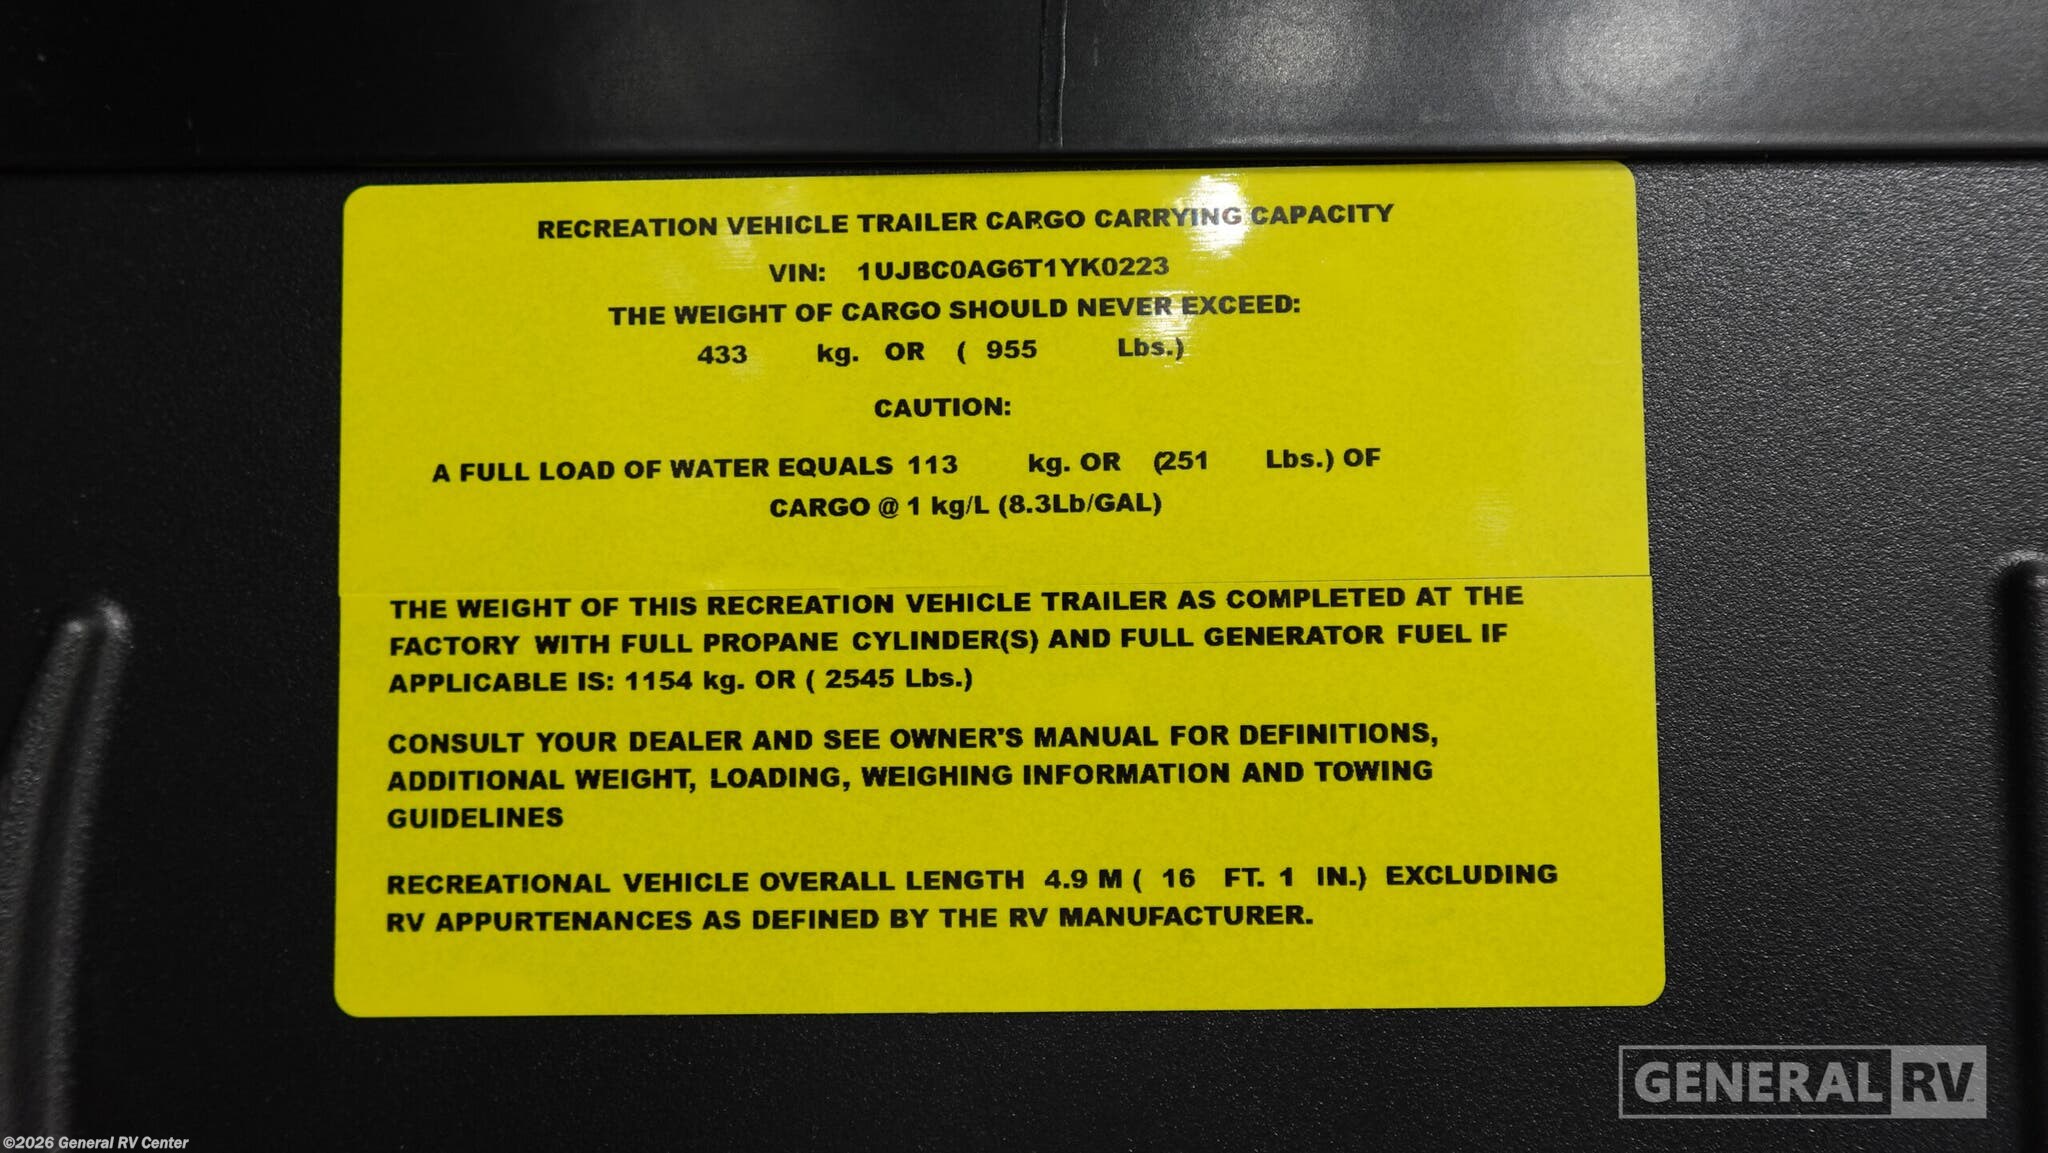 RECREATION VEHICLE TRAILER CARGO CARRYING CAPACITY
VIN: 1UJBC0AG6T1YK0223
THE WEIGHT OF CARGO SHOULD NEVER EXCEED:
433 kg. OR ( 955 Lbs.)
CAUTION:
A FULL LOAD OF WATER EQUALS 113 kg. OR (251 Lbs.) OF
CARGO @ 1 kg/L (8.3Lb/GAL)
THE WEIGHT OF THIS RECREATION VEHICLE TRAILER AS COMPLETED AT THE
FACTORY WITH FULL PROPANE CYLINDER(S) AND FULL GENERATOR FUEL IF
APPLICABLE IS: 1154 kg. OR ( 2545 Lbs.)
CONSULT YOUR DEALER AND SEE OWNER'S MANUAL FOR DEFINITIONS,
ADDITIONAL WEIGHT, LOADING, WEIGHING INFORMATION AND TOWING
GUIDELINES
RECREATIONAL VEHICLE OVERALL LENGTH 4.9 M ( 16 FT. 1 IN.) EXCLUDING
RV APPURTENANCES AS DEFINED BY THE RV MANUFACTURER.
GENERAL RV
©2026 General RV Center